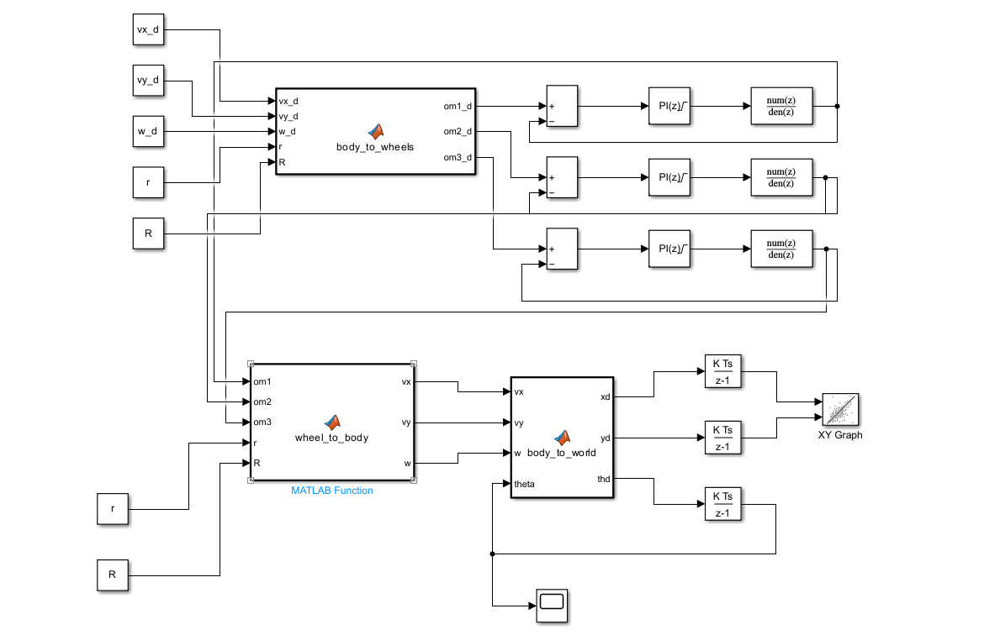 vx_d
vy_d
w_d
r
R
vx_d
vy_d
w_d
r
R
body_to_wheels
om1_d
om2_d
om3_d
+
−
PI(z)
num(z)
den(z)
+
−
PI(z)
num(z)
den(z)
+
−
PI(z)
num(z)
den(z)
om1
om2
om3
r
R
wheel_to_body
vx
vy
w
MATLAB Function
r
R
vx
vy
w
theta
body_to_world
xd
yd
thd
K Ts
z-1
K Ts
z-1
K Ts
z-1
XY Graph